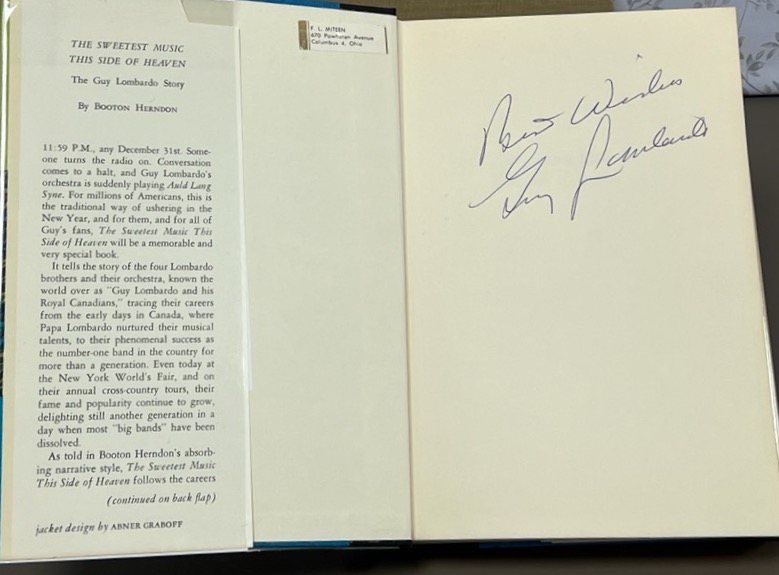 THE SWEETEST MUSIC
THIS SIDE OF HEAVEN
The Guy Lombardo Story
By BOOTON HERNDON
11:59 P.M., any December 31st. Some-
one turns the radio on. Conversation
comes to a halt, and Guy Lombardo's
orchestra is suddenly playing Auld Lang
Syne. For millions of Americans, this is
the traditional way of ushering in the
New Year, and for them, and for all of
Guy's fans, The Sweetest Music This
Side of Heaven will be a memorable and
very special book.
It tells the story of the four Lombardo
brothers and their orchestra, known the
world over as "Guy Lombardo and his
Royal Canadians," tracing their careers
from the early days in Canada, where
Papa Lombardo nurtured their musical
talents, to their phenomenal success as
the number-one band in the country for
more than a generation. Even today at
the New York World's Fair, and on
their annual cross-country tours, their
fame and popularity continue to grow,
delighting still another generation in a
day when most "big bands" have been
dissolved.
As told in Booton Herndon's absorb-
ing narrative style, The Sweetest Music
This Side of Heaven follows the careers
(continued on back flap)
jacket design by ABNER GRABOFF
F. L. MITEEN
Avenue
Columbus 4, Ohio
Best Wishes
Guy Lombardo